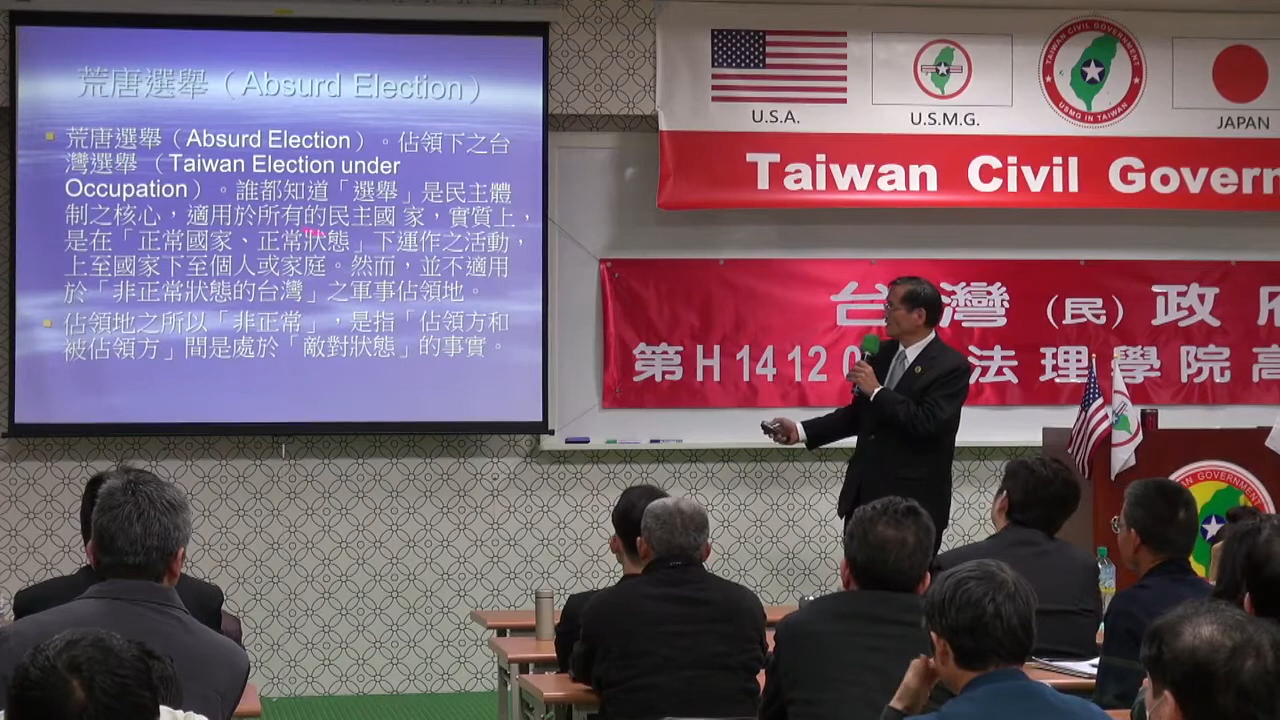 荒唐選舉（Absurd Election）
荒唐選舉（Absurd Election）。佔領下之台
灣選舉 （Taiwan Election under
Occupation）。誰都知道「選舉」是民主體
制之核心，適用於所有的民主國 家，實質上，
是在「正常國家、正常狀態」下運作之活動，
上至國家下至個人或家庭。然而，並不適用
於「非正常狀態的台灣」之軍事佔領地。
佔領地之所以「非正常」，是指「佔領方和
被佔領方」間是處於「敵對狀態」的事實。
U.S.A.
U.S.M.G.
TAIWAN CIVIL GOVERNMENT
USMG IN TAIWAN
JAPAN
Taiwan Civil Govern
台灣（民）政府
第H1412 法理學院高
AN GOVERNMENT